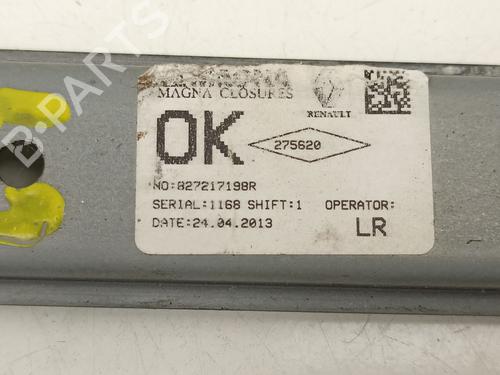 MAGNA CLOSURES
RENAULT
OK
275620
NO:827217198R
SERIAL:1168 SHIFT:1 OPERATOR:
DATE:24.04.2013 LR
B-PARTS